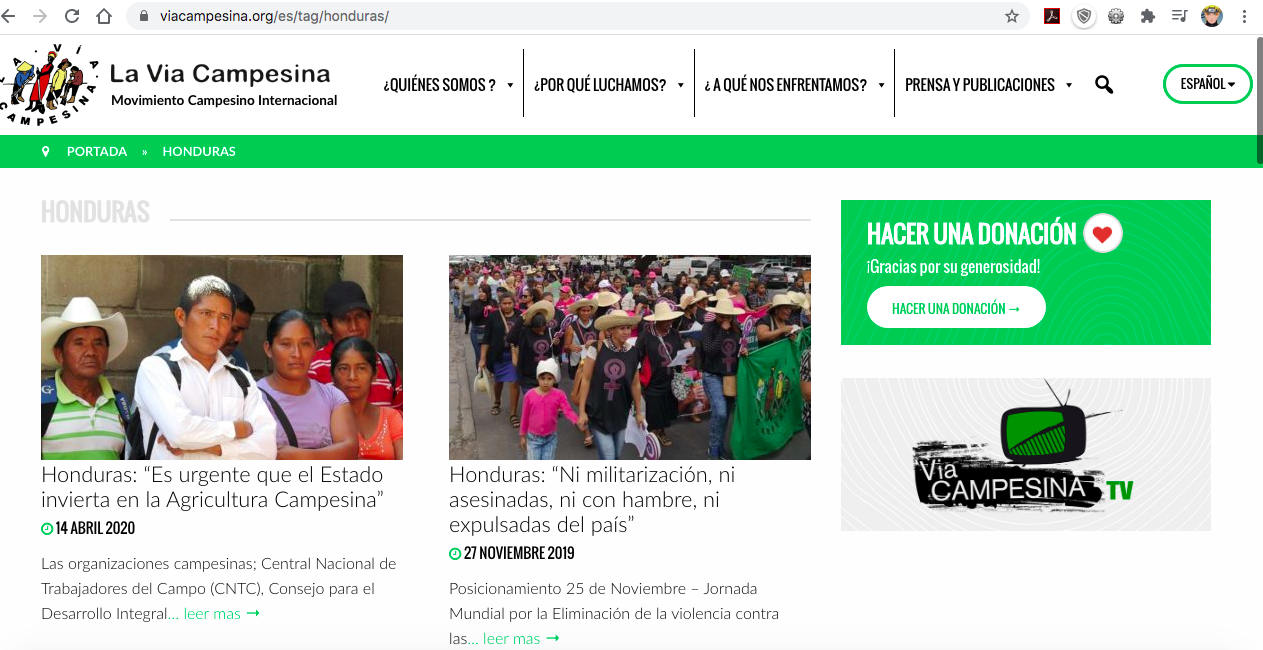 viacampesina.org/es/tag/honduras/
LA VIA
CAMPESINA
La Via Campesina
Movimiento Campesino Internacional
¿QUIÉNES SOMOS ?
¿POR QUÉ LUCHAMOS?
¿ A QUÉ NOS ENFRENTAMOS?
PRENSA Y PUBLICACIONES
ESPAÑOL
PORTADA » HONDURAS
HONDURAS
Honduras: “Es urgente que el Estado
invierta en la Agricultura Campesina”
14 ABRIL 2020
Las organizaciones campesinas; Central Nacional de
Trabajadores del Campo (CNTC), Consejo para el
Desarrollo Integral... leer mas →
Honduras: “Ni militarización, ni
asesinadas, ni con hambre, ni
expulsadas del país”
27 NOVIEMBRE 2019
Posicionamiento 25 de Noviembre – Jornada
Mundial por la Eliminación de la violencia contra
las... leer mas →
HACER UNA DONACIÓN
¡Gracias por su generosidad!
HACER UNA DONACIÓN →
Via
CAMPESINA TV